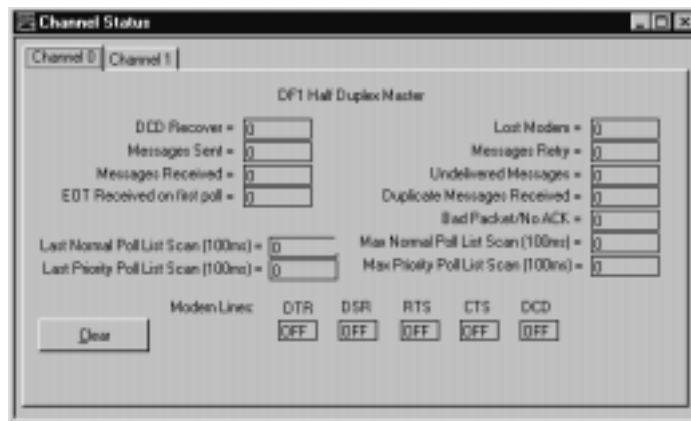 Channel Status
Channel 0 Channel 1
DF1 Half Duplex Master
DCD Recover = 0 Lost Modem = 0
Messages Sent = 0 Messages Retry = 0
Messages Received = 0 Undelivered Messages = 0
EOT Received on first poll = 0 Duplicate Messages Received = 0
Bad Packet/No ACK = 0
Last Normal Poll List Scan (100ms) = 0 Max Normal Poll List Scan (100ms) = 0
Last Priority Poll List Scan (100ms) = 0 Max Priority Poll List Scan (100ms) = 0
Modem Lines: DTR DSR RTS CTS DCD
Clear OFF OFF OFF OFF OFF